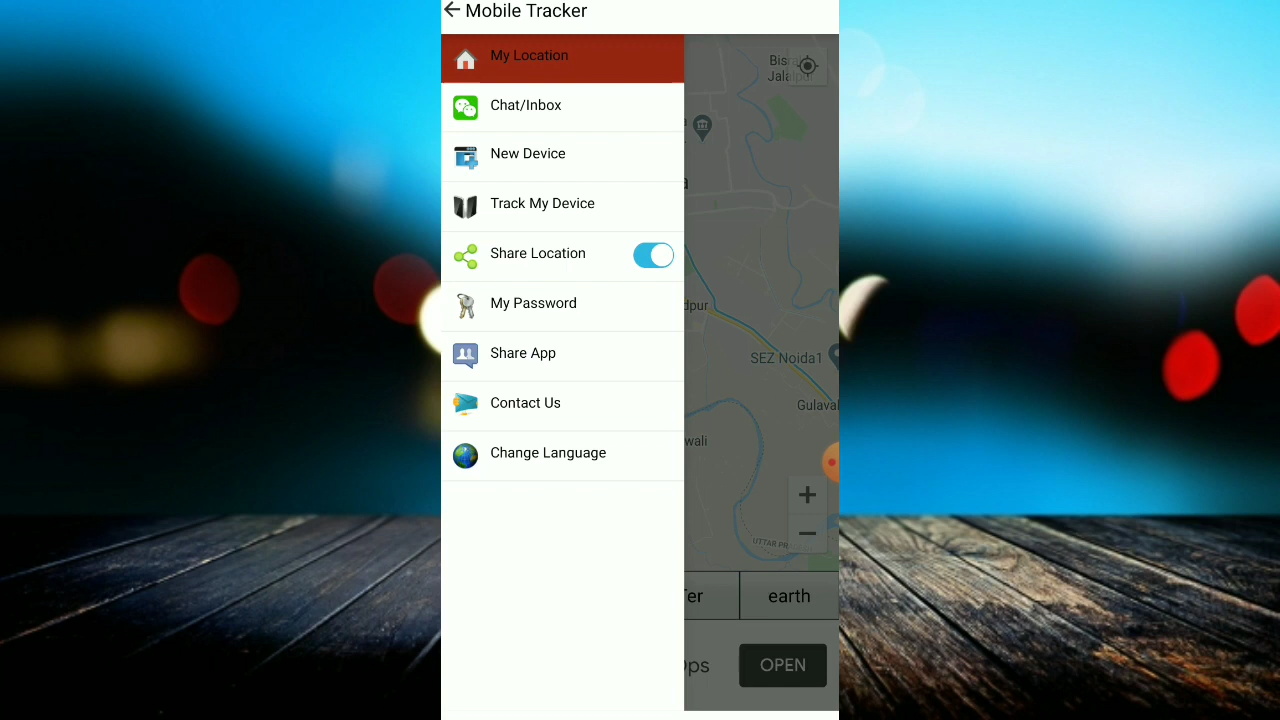 Mobile Tracker
My Location
Chat/Inbox
New Device
Track My Device
Share Location
My Password
Share App
Contact Us
Change Language
SEZ Noida1
earth
OPEN